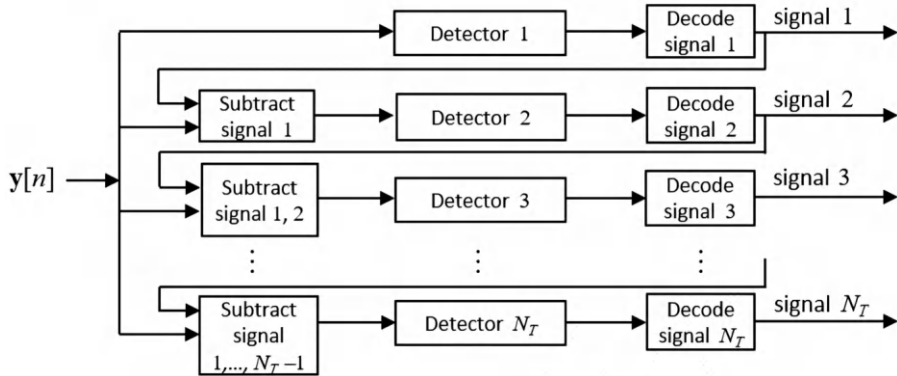 Detector 1
Decode
signal 1
signal 1
Subtract
signal 1
Detector 2
Decode
signal 2
signal 2
y[n]
Subtract
signal 1, 2
Detector 3
Decode
signal 3
signal 3
⋮
⋮
⋮
Subtract
signal
1,..., N_T −1
Detector N_T
Decode
signal N_T
signal N_T